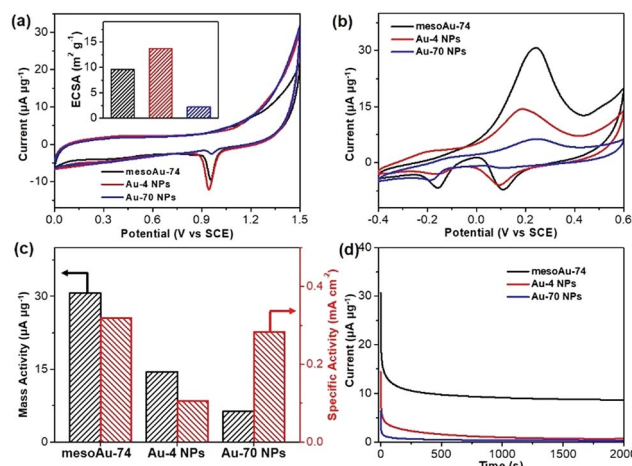 (a)
30
20
10
0
-10
Current (µA µg⁻¹)
ECSA (m² g⁻¹)
15
10
5
0
mesoAu-74
Au-4 NPs
Au-70 NPs
0.0 0.3 0.6 0.9 1.2 1.5
Potential (V vs SCE)
(b)
45
30
15
0
-15
Current (µA µg⁻¹)
mesoAu-74
Au-4 NPs
Au-70 NPs
-0.4 -0.2 0.0 0.2 0.4 0.6
Potential (V vs SCE)
(c)
30
15
0
Mass Activity (µA µg⁻¹)
0.4
0.2
0.0
Specific Activity (mA cm⁻²)
mesoAu-74 Au-4 NPs Au-70 NPs
(d)
40
30
20
10
0
Current (µA µg⁻¹)
mesoAu-74
Au-4 NPs
Au-70 NPs
0 500 1000 1500 2000
Time (s)